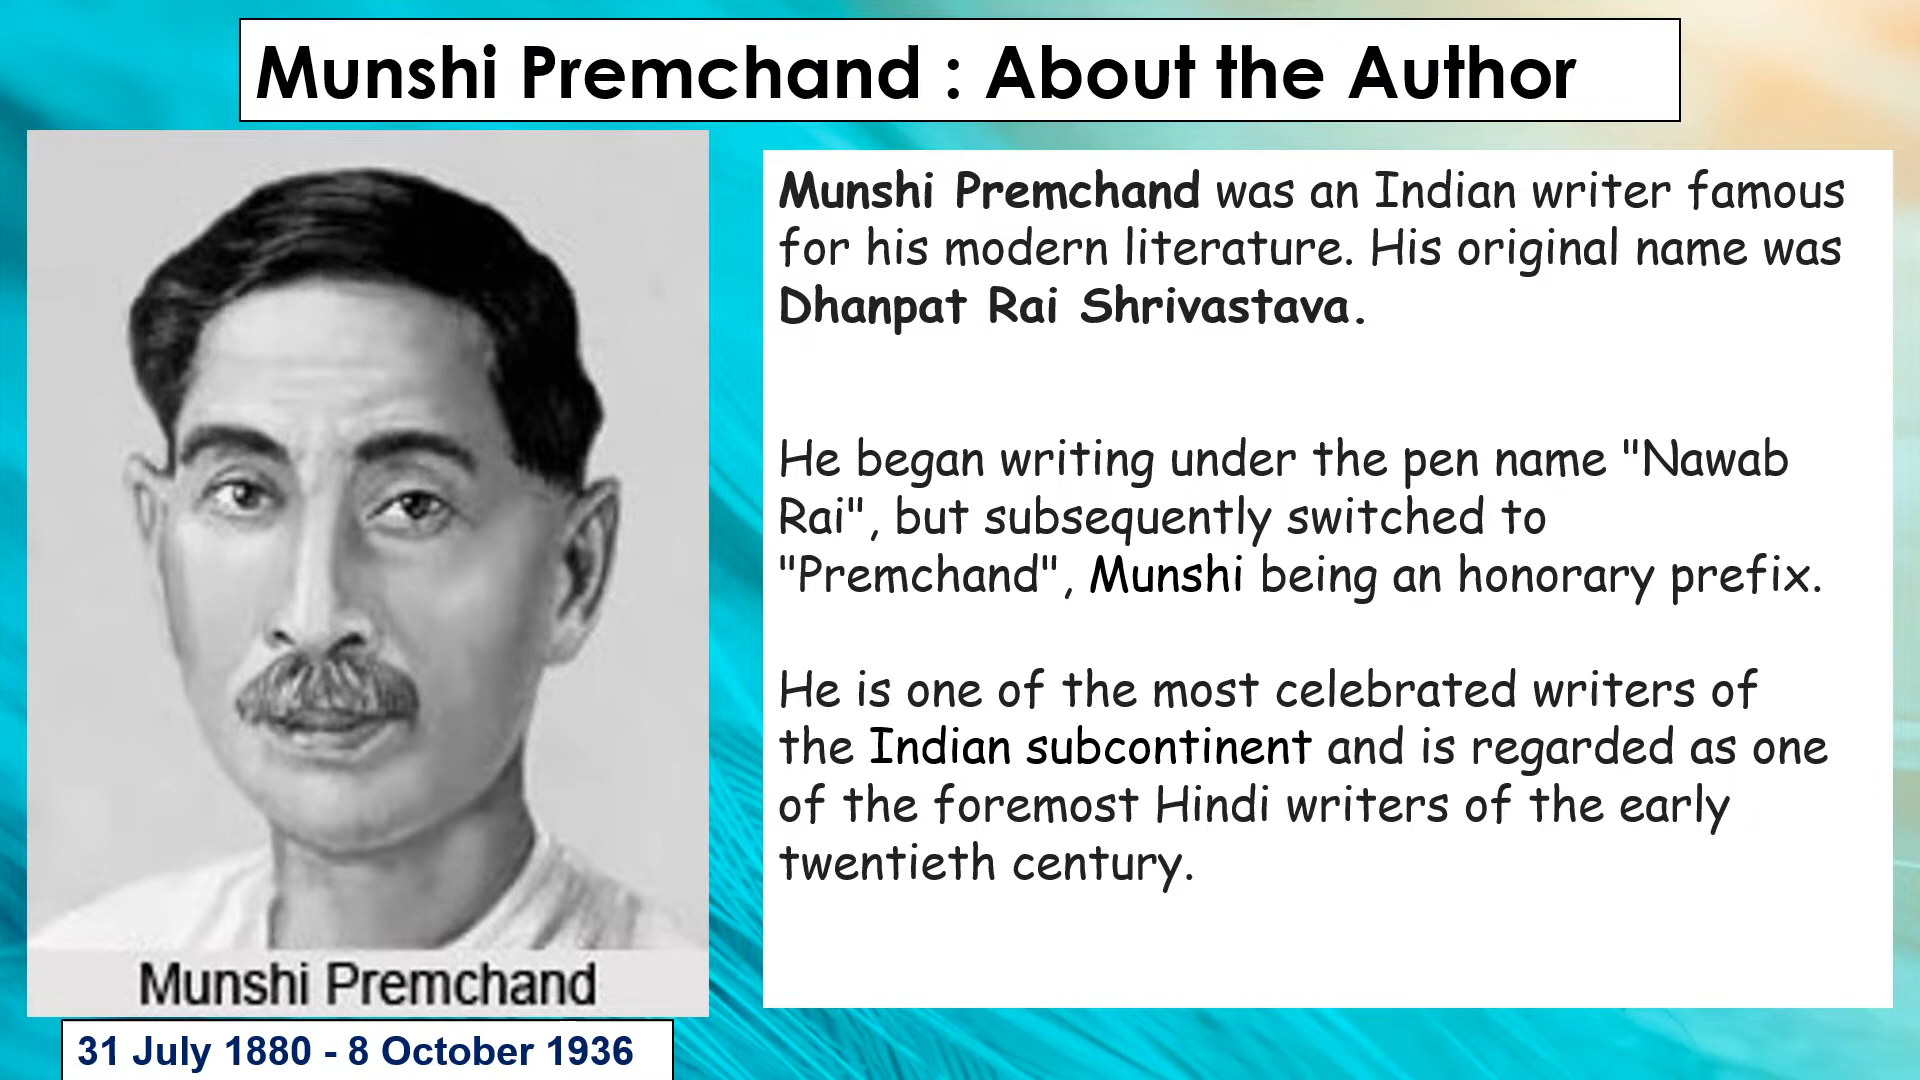 Munshi Premchand : About the Author
Munshi Premchand was an Indian writer famous
for his modern literature. His original name was
Dhanpat Rai Shrivastava.
He began writing under the pen name "Nawab
Rai", but subsequently switched to
"Premchand", Munshi being an honorary prefix.
He is one of the most celebrated writers of
the Indian subcontinent and is regarded as one
of the foremost Hindi writers of the early
twentieth century.
Munshi Premchand
31 July 1880 - 8 October 1936